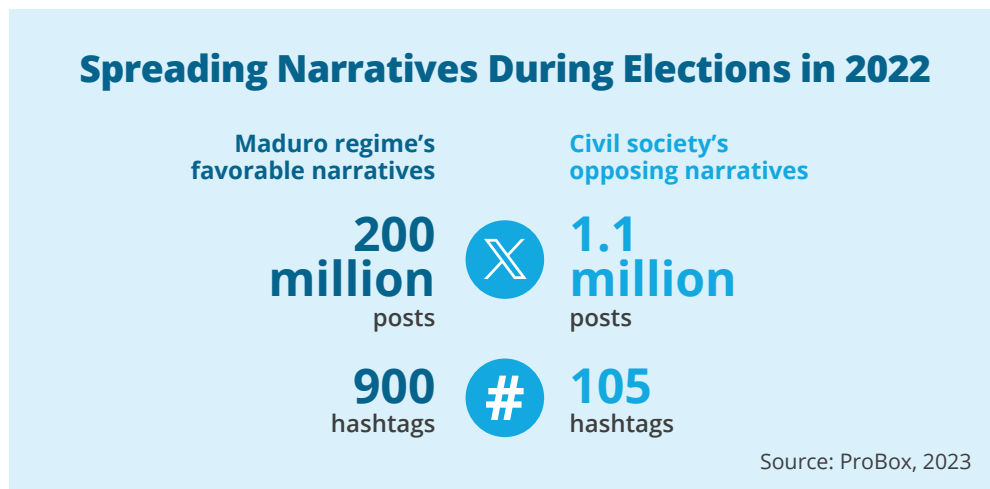 Spreading Narratives During Elections in 2022
Maduro regime’s
favorable narratives
Civil society’s
opposing narratives
200
million
posts
𝕏
1.1
million
posts
900
hashtags
#
105
hashtags
Source: ProBox, 2023